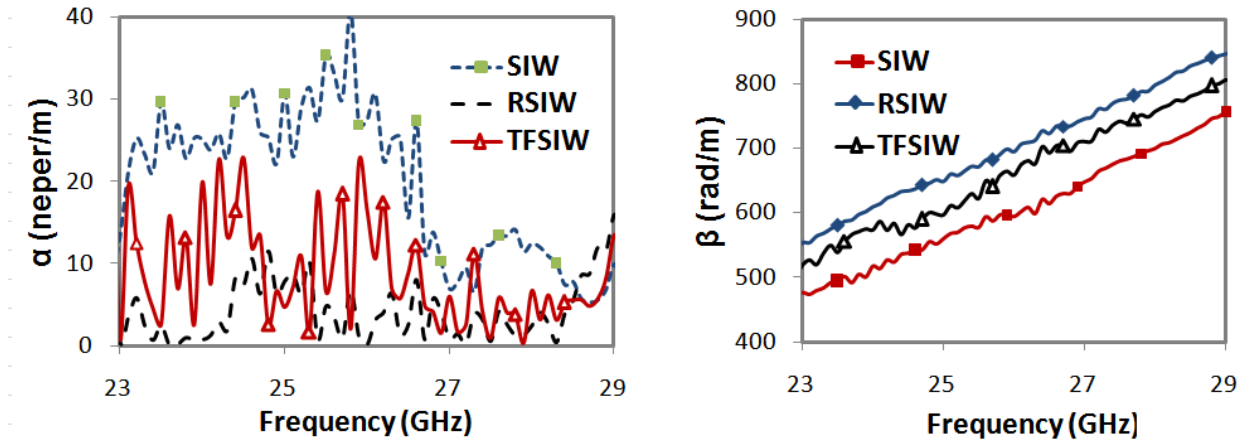 40
30
20
10
0
α (neper/m)
SIW
RSIW
TFSIW
23 25 27 29
Frequency (GHz)
900
800
700
600
500
400
β (rad/m)
SIW
RSIW
TFSIW
23 25 27 29
Frequency (GHz)